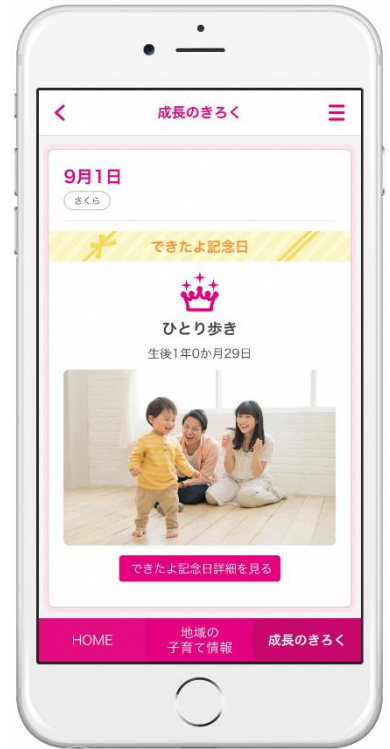 成長のきろく
9月1日
さくら
できたよ記念日
ひとり歩き
生後1年0か月29日
できたよ記念日詳細を見る
HOME
地域の
子育て情報
成長のきろく